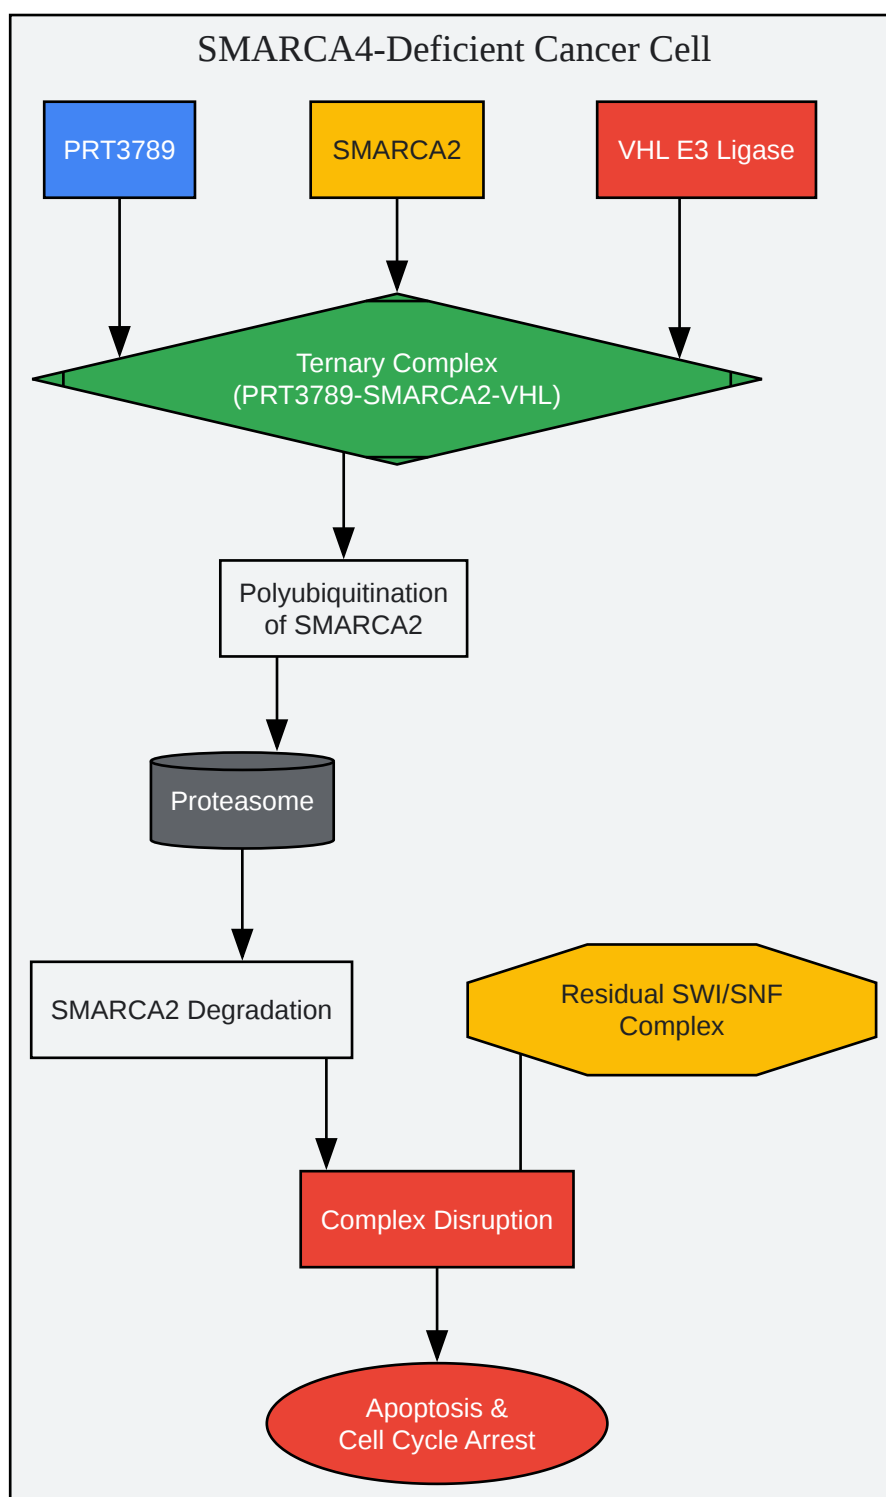 SMARCA4-Deficient Cancer Cell
PRT3789
SMARCA2
VHL E3 Ligase
Ternary Complex
(PRT3789-SMARCA2-VHL)
Polyubiquitination
of SMARCA2
Proteasome
SMARCA2 Degradation
Residual SWI/SNF
Complex
Complex Disruption
Apoptosis &
Cell Cycle Arrest